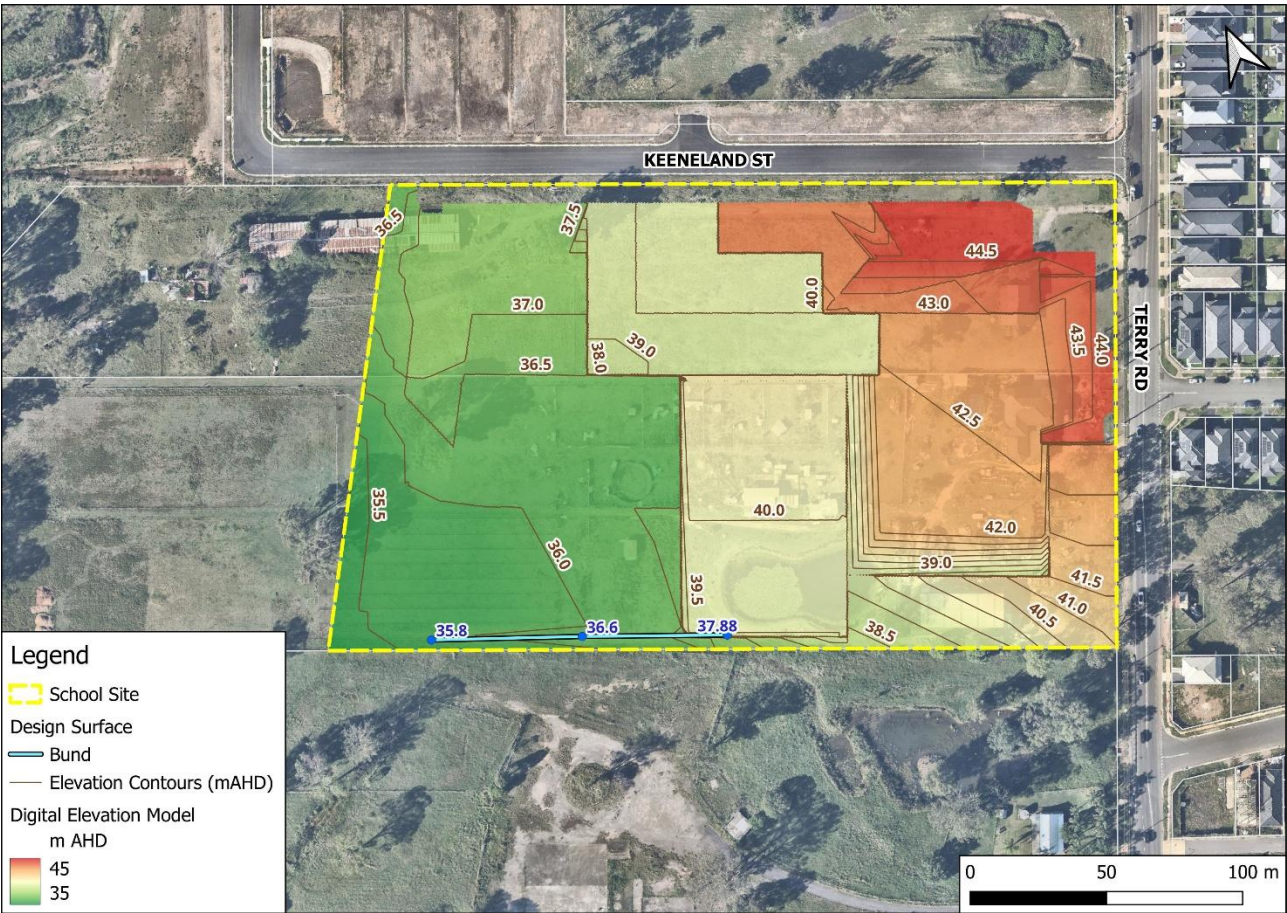 KEENELAND ST
36.5
37.5
44.5
37.0
40.0
43.0
TERRY RD
38.0
39.0
43.5
44.0
36.5
42.5
35.5
40.0
42.0
36.0
39.0
39.5
41.5
41.0
40.5
38.5
35.8
36.6
37.88
Legend
School Site
Design Surface
Bund
Elevation Contours (mAHD)
Digital Elevation Model
m AHD
45
35
0 50 100 m